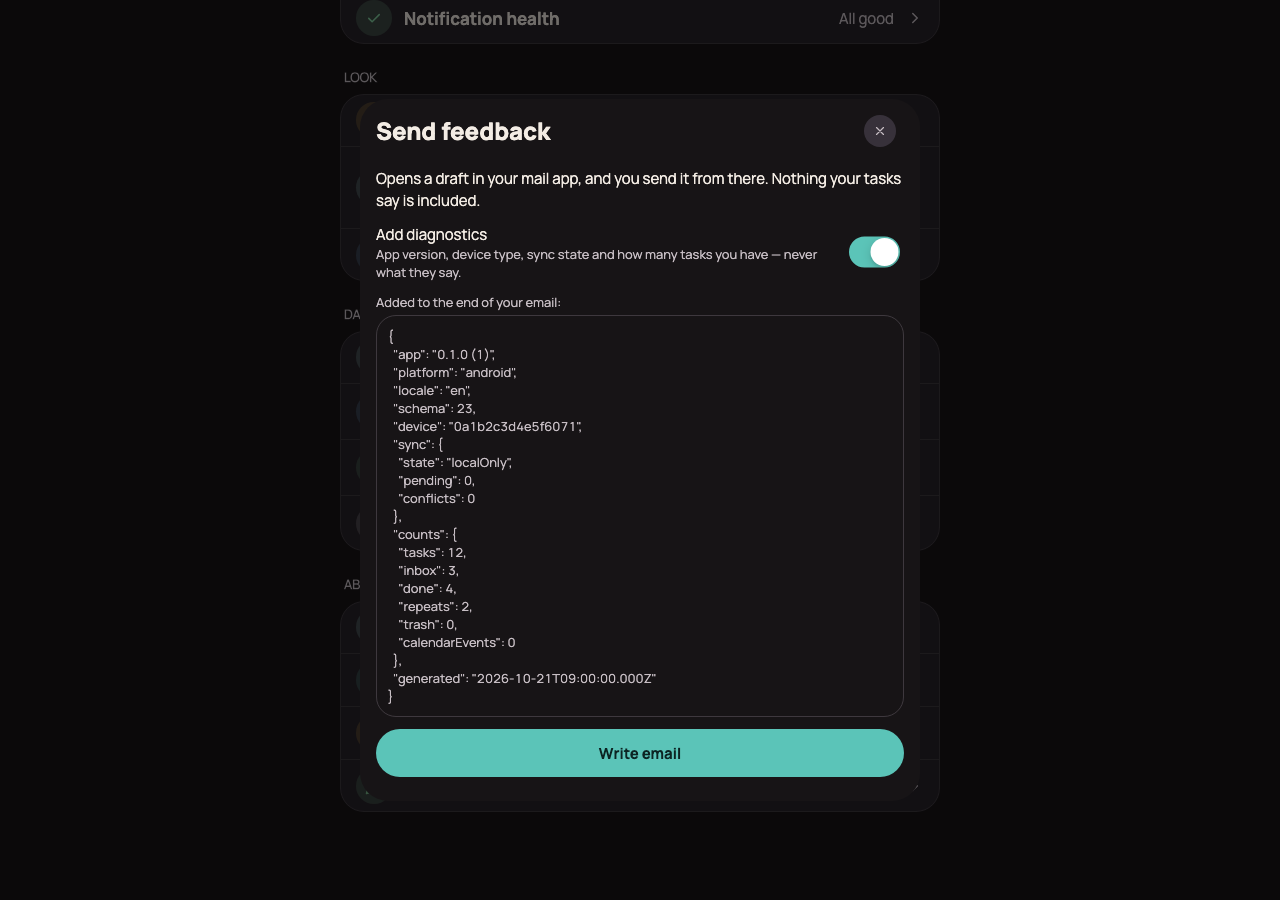 Notification health
All good
LOOK
Send feedback
Opens a draft in your mail app, and you send it from there. Nothing your tasks
say is included.
Add diagnostics
App version, device type, sync state and how many tasks you have — never
what they say.
DA
Added to the end of your email:
{
"app": "0.1.0 (1)",
"platform": "android",
"locale": "en",
"schema": 23,
"device": "0a1b2c3d4e5f6071",
"sync": {
"state": "localOnly",
"pending": 0,
"conflicts": 0
},
"counts": {
"tasks": 12,
"inbox": 3,
AB
"done": 4,
"repeats": 2,
"trash": 0,
"calendarEvents": 0
},
"generated": "2026-10-21T09:00:00.000Z"
}
Write email